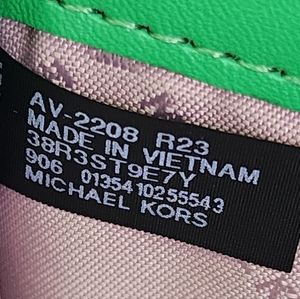 AV-2208 R23
MADE IN VIETNAM
38R3ST9E7Y
906 0135410255543
MICHAEL KORS